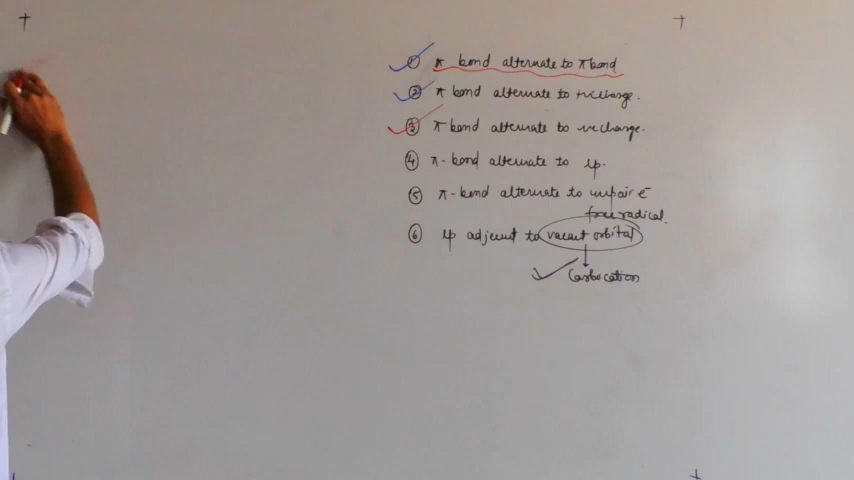 ① π bond alternate to π bond
② π bond alternate to +ve charge.
③ π bond alternate to -ve charge.
④ π-bond alternate to lp.
⑤ π-bond alternate to unpair e⁻
free radical.
⑥ lp adjacent to vacant orbital
↓
Carbocation